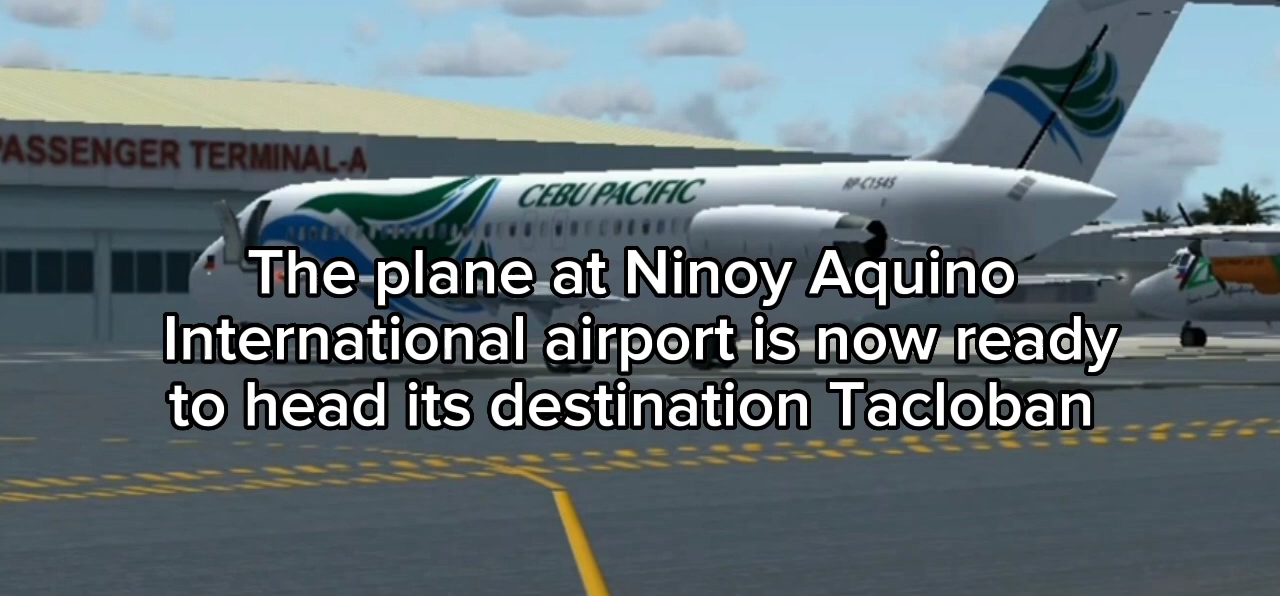 PASSENGER TERMINAL-A
CEBU PACIFIC
RP-C1545
The plane at Ninoy Aquino
International airport is now ready
to head its destination Tacloban